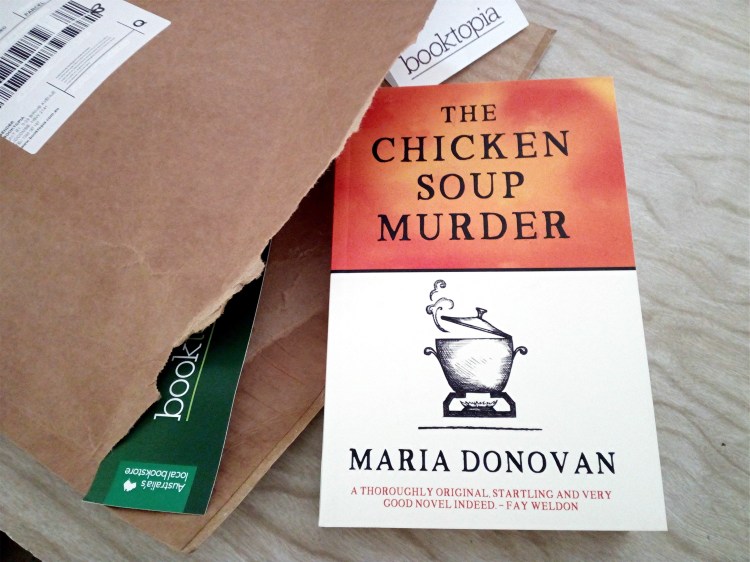 PARCEL
booktopia
THE
CHICKEN
SOUP
MURDER
MARIA DONOVAN
A THOROUGHLY ORIGINAL, STARTLING AND VERY
GOOD NOVEL INDEED. – FAY WELDON
book
Australia's
local bookstore